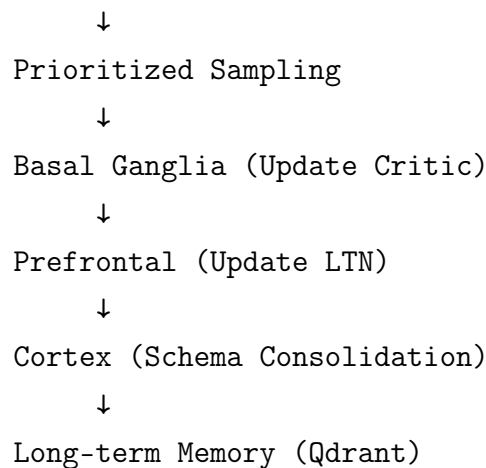 ↓
Prioritized Sampling
↓
Basal Ganglia (Update Critic)
↓
Prefrontal (Update LTN)
↓
Cortex (Schema Consolidation)
↓
Long-term Memory (Qdrant)